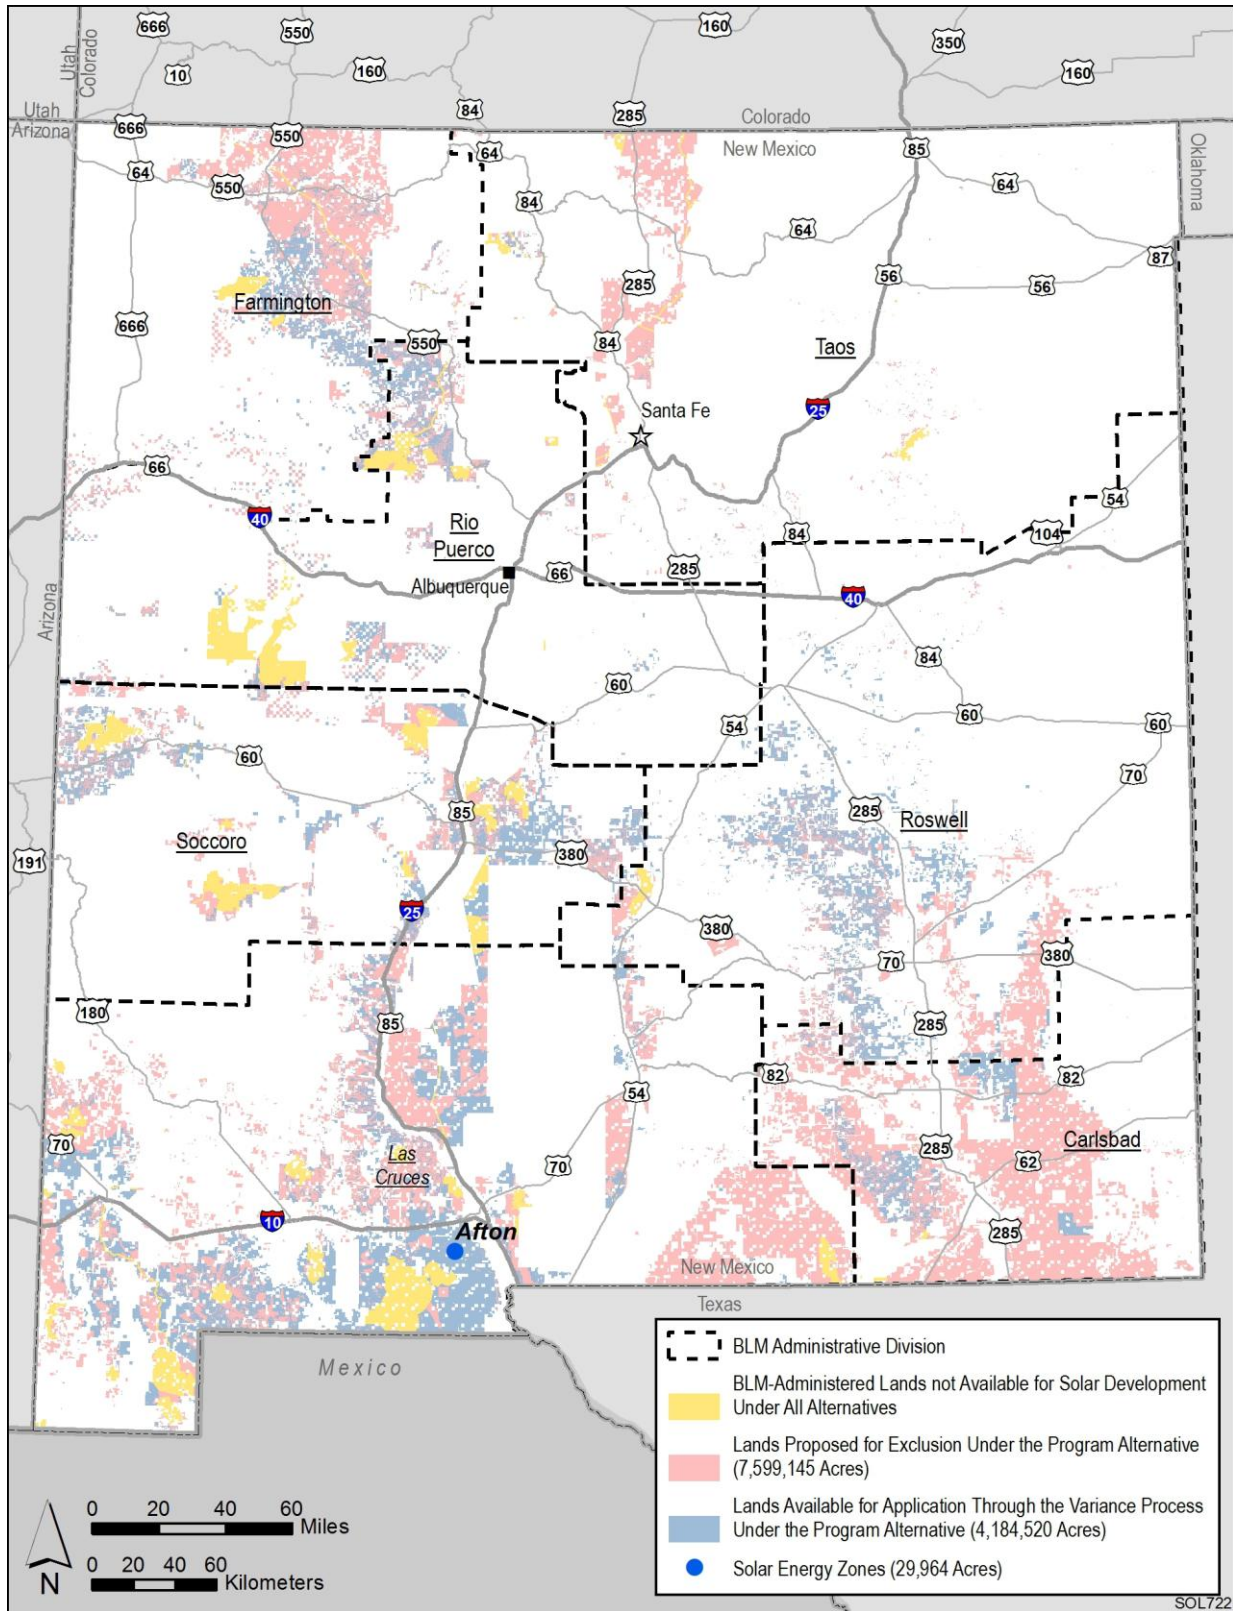 666
550
160
350
10
160
160
Utah
Colorado
84
285
Utah
Arizona
666
550
Colorado
New Mexico
85
Oklahoma
64
64
550
64
84
64
87
285
56
56
666
Farmington
550
84
Taos
25
Santa Fe
66
54
40
Rio
Puerco
84
104
285
66
Albuquerque
40
Arizona
84
60
60
54
60
60
70
85
285
Roswell
Soccoro
380
191
25
380
70
380
180
85
285
82
82
54
70
Las
Cruces
70
285
62
Carlsbad
10
Afton
285
New Mexico
Texas
Mexico
BLM Administrative Division
BLM-Administered Lands not Available for Solar Development
Under All Alternatives
Lands Proposed for Exclusion Under the Program Alternative
(7,599,145 Acres)
Lands Available for Application Through the Variance Process
Under the Program Alternative (4,184,520 Acres)
Solar Energy Zones (29,964 Acres)
0 20 40 60
Miles
0 20 40 60
Kilometers
N
SOL722